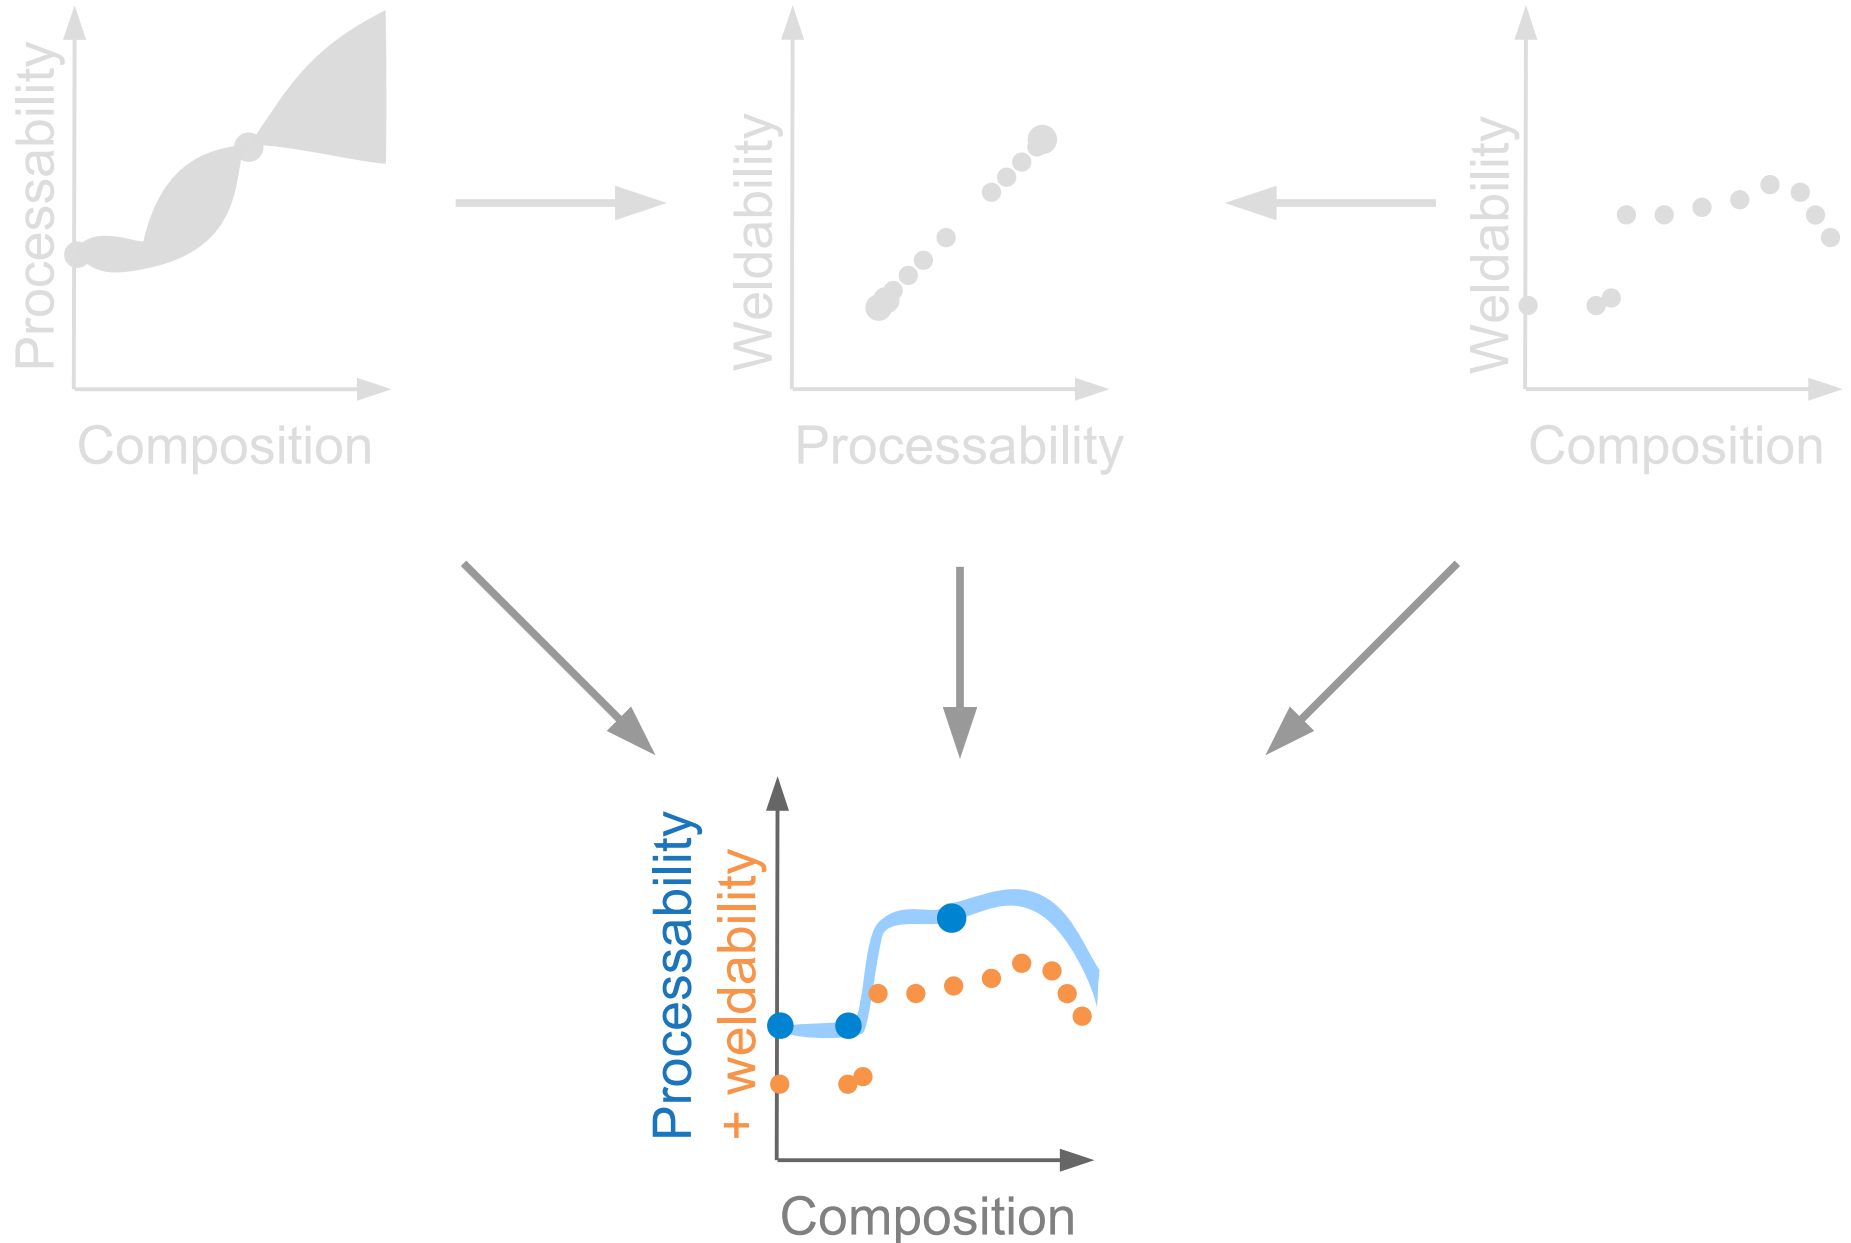 Processability
Composition
Weldability
Processability
Weldability
Composition
Processability
+ weldability
Composition